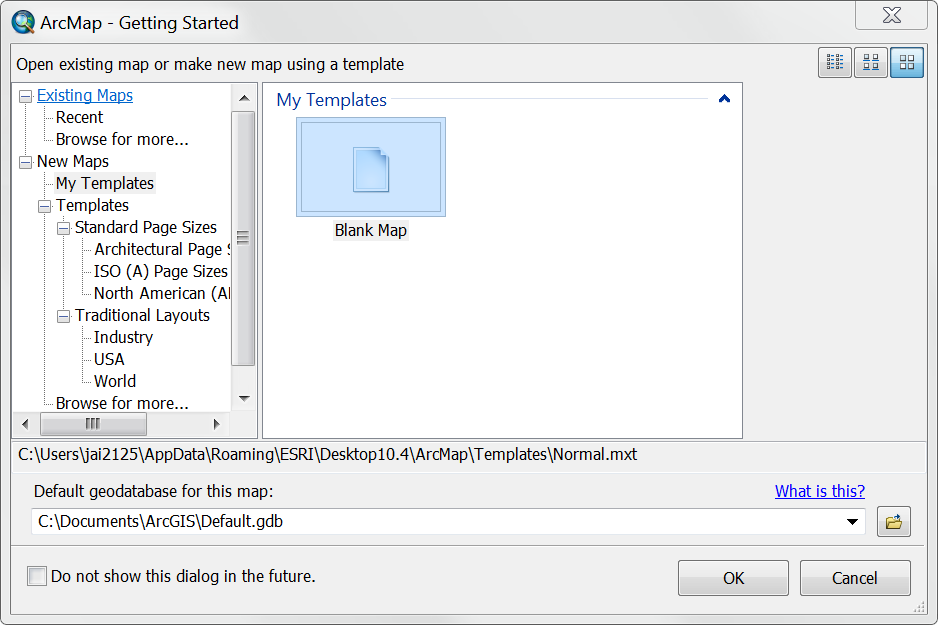 ArcMap - Getting Started
Open existing map or make new map using a template
Existing Maps
Recent
Browse for more...
New Maps
My Templates
Templates
Standard Page Sizes
Architectural Page
ISO (A) Page Sizes
North American
Traditional Layouts
Industry
USA
World
Browse for more...
My Templates
Blank Map
C:\Users\jai2125\AppData\Roaming\ESRI\Desktop10.4\ArcMap\Templates\Normal.mxt
Default geodatabase for this map:
What is this?
C:\Documents\ArcGIS\Default.gdb
Do not show this dialog in the future.
OK
Cancel